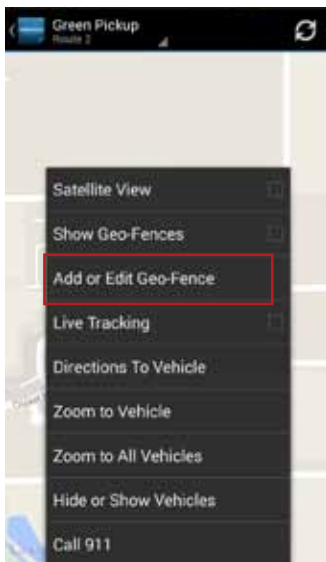 Green Pickup
Route 2
Satellite View
Show Geo-Fences
Add or Edit Geo-Fence
Live Tracking
Directions To Vehicle
Zoom to Vehicle
Zoom to All Vehicles
Hide or Show Vehicles
Call 911